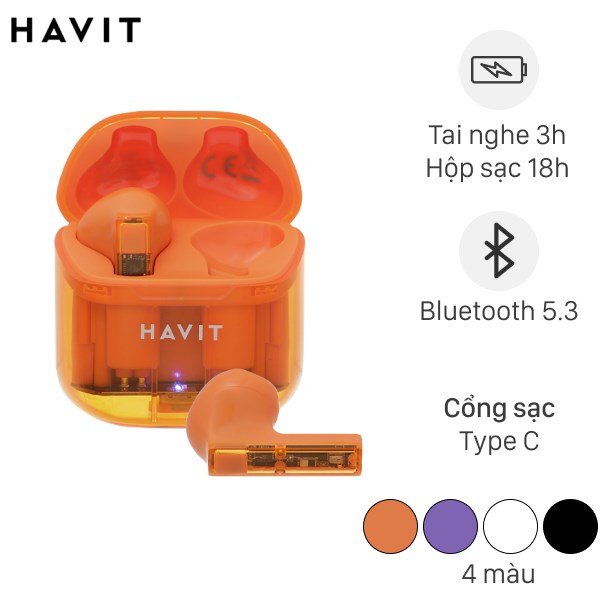 HAVIT
Tai nghe 3h
Hộp sạc 18h
HAVIT
Bluetooth 5.3
Cổng sạc
Type C
4 màu